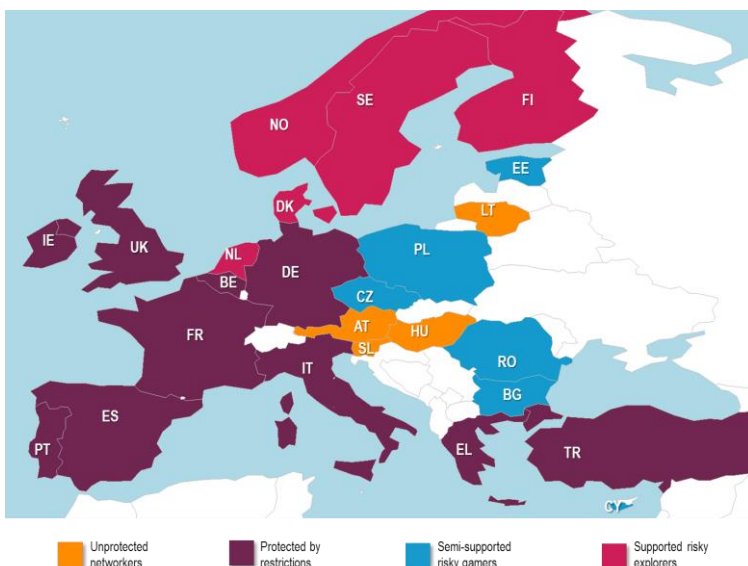 SE
FI
NO
EE
DK
LT
IE
UK
NL
PL
BE
DE
CZ
FR
AT
HU
SL
IT
RO
BG
ES
PT
EL
TR
CY
Unprotected
networkers
Protected by
restrictions
Semi-supported
risky gamers
Supported risky
explorers